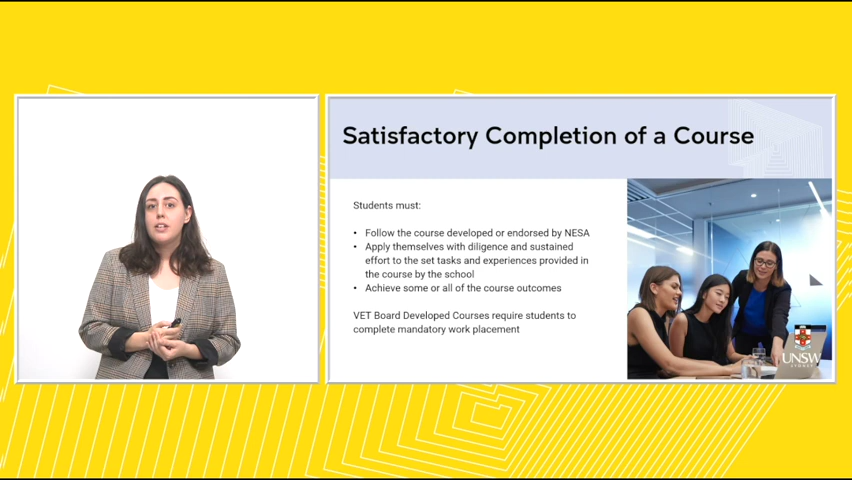 Satisfactory Completion of a Course
Students must:
• Follow the course developed or endorsed by NESA
• Apply themselves with diligence and sustained
effort to the set tasks and experiences provided in
the course by the school
• Achieve some or all of the course outcomes
VET Board Developed Courses require students to
complete mandatory work placement
UNSW
SYDNEY